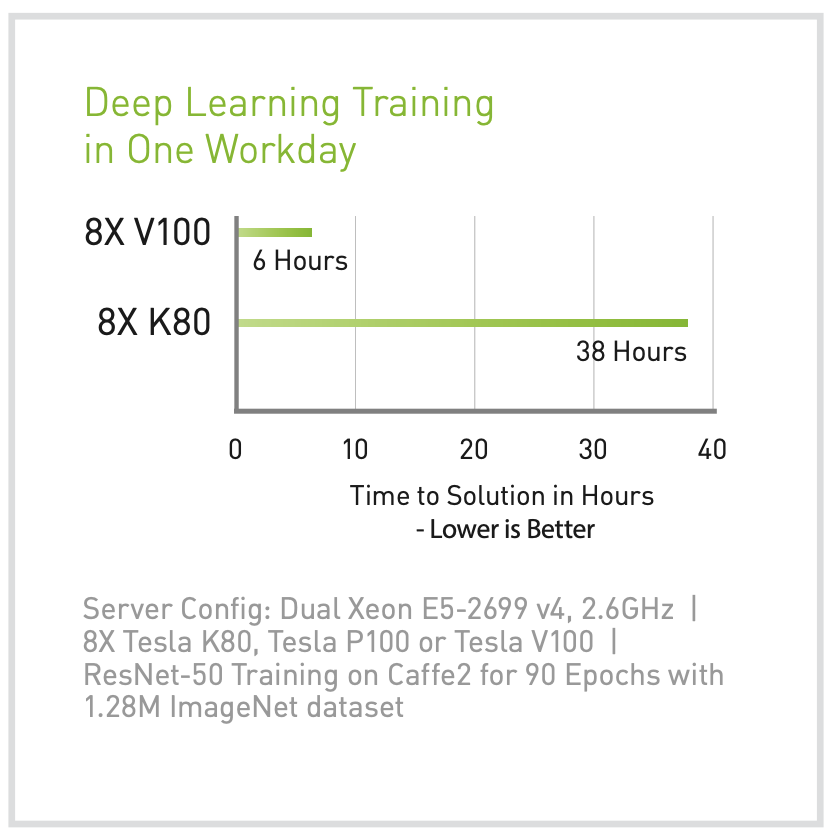 Deep Learning Training
in One Workday
8X V100
6 Hours
8X K80
38 Hours
0 10 20 30 40
Time to Solution in Hours
- Lower is Better
Server Config: Dual Xeon E5-2699 v4, 2.6GHz |
8X Tesla K80, Tesla P100 or Tesla V100 |
ResNet-50 Training on Caffe2 for 90 Epochs with
1.28M ImageNet dataset